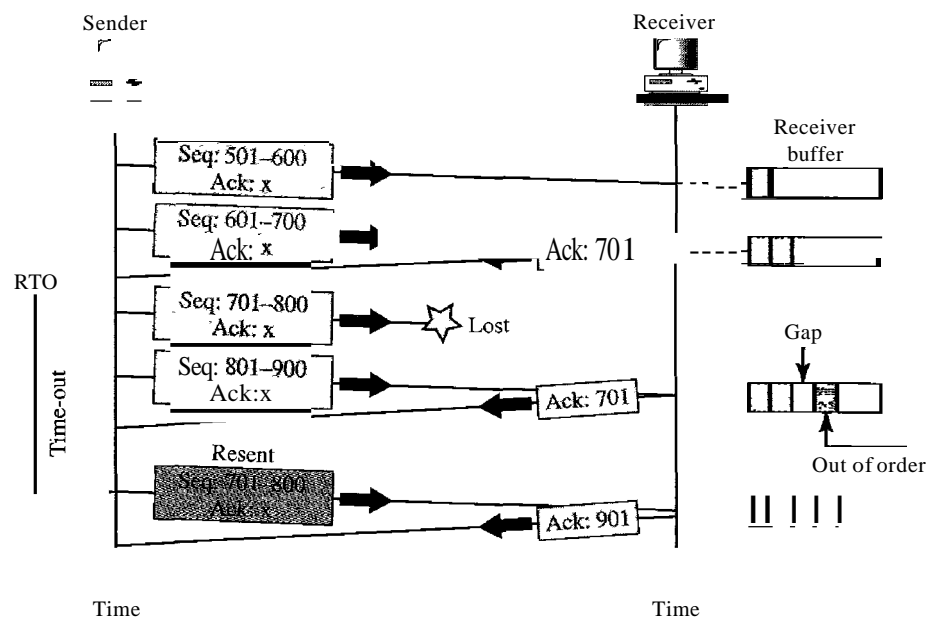 Sender
Receiver
Receiver
buffer
Seq: 501–600
Ack: x
Seq: 601–700
Ack: x
Ack: 701
RTO
Seq: 701–800
Ack: x
Lost
Gap
Seq: 801–900
Ack:x
Ack: 701
Time-out
Out of order
Resent
Seq: 701–800
Ack: x
Ack: 901
Time
Time